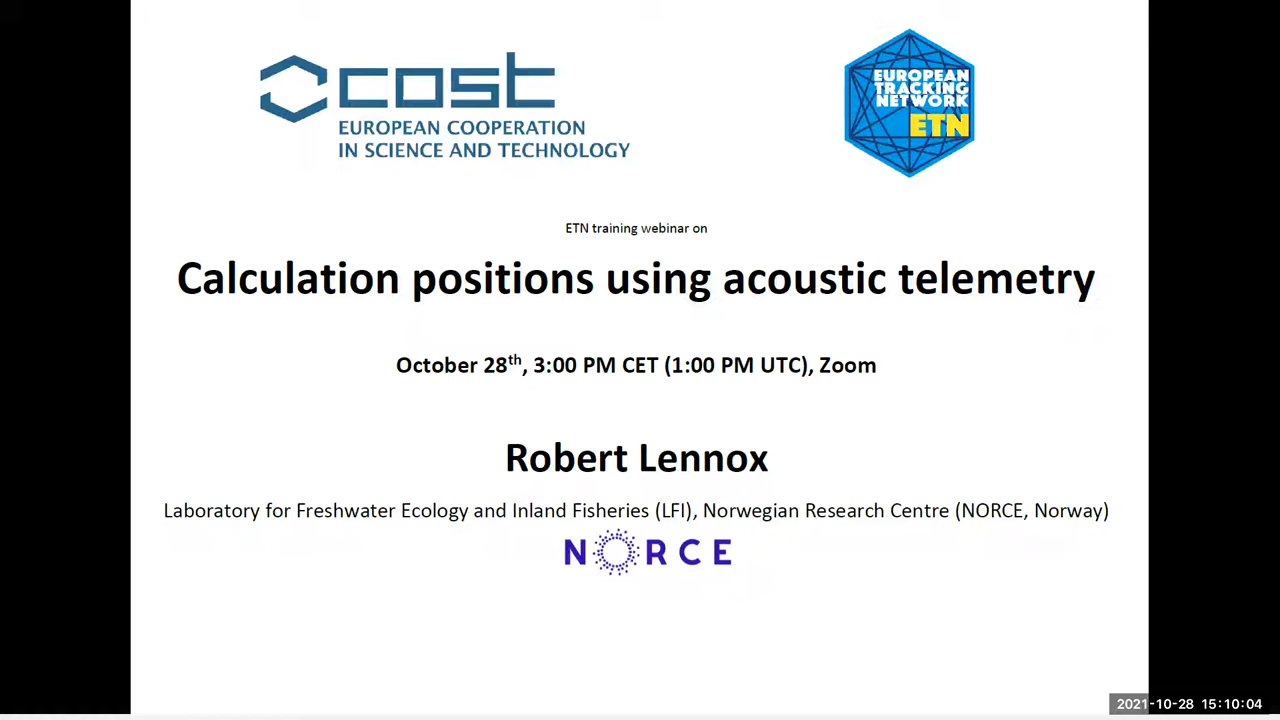 cost
EUROPEAN COOPERATION
IN SCIENCE AND TECHNOLOGY
EUROPEAN
TRACKING
NETWORK
ETN
ETN training webinar on
Calculation positions using acoustic telemetry
October 28th, 3:00 PM CET (1:00 PM UTC), Zoom
Robert Lennox
Laboratory for Freshwater Ecology and Inland Fisheries (LFI), Norwegian Research Centre (NORCE, Norway)
NORCE
2021-10-28 15:10:04